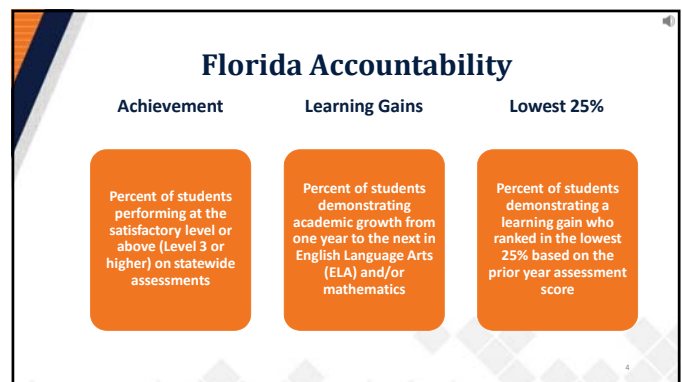 Florida Accountability
Achievement
Learning Gains
Lowest 25%
Percent of students
performing at the
satisfactory level or
above (Level 3 or
higher) on statewide
assessments
Percent of students
demonstrating
academic growth from
one year to the next in
English Language Arts
(ELA) and/or
mathematics
Percent of students
demonstrating a
learning gain who
ranked in the lowest
25% based on the
prior year assessment
score
4